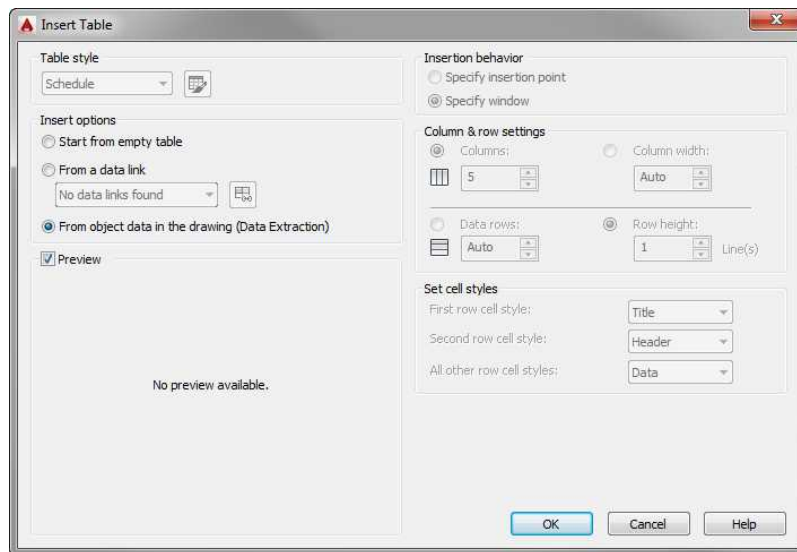 Insert Table
Table style
Schedule
Insert options
Start from empty table
From a data link
No data links found
From object data in the drawing (Data Extraction)
Preview
No preview available.
Insertion behavior
Specify insertion point
Specify window
Column & row settings
Columns:
Column width:
5
Auto
Data rows:
Row height:
Auto
1
Line(s)
Set cell styles
First row cell style:
Title
Second row cell style:
Header
All other row cell styles:
Data
OK
Cancel
Help